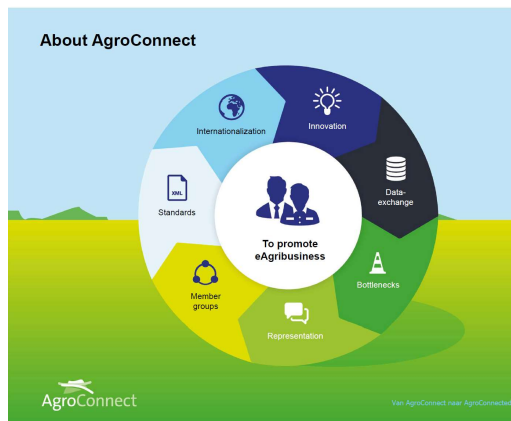 About AgroConnect
Internationalization
Innovation
Data-
exchange
Bottlenecks
Representation
Member
groups
Standards
XML
To promote
eAgribusiness
AgroConnect
Van AgroConnect naar AgroConnected